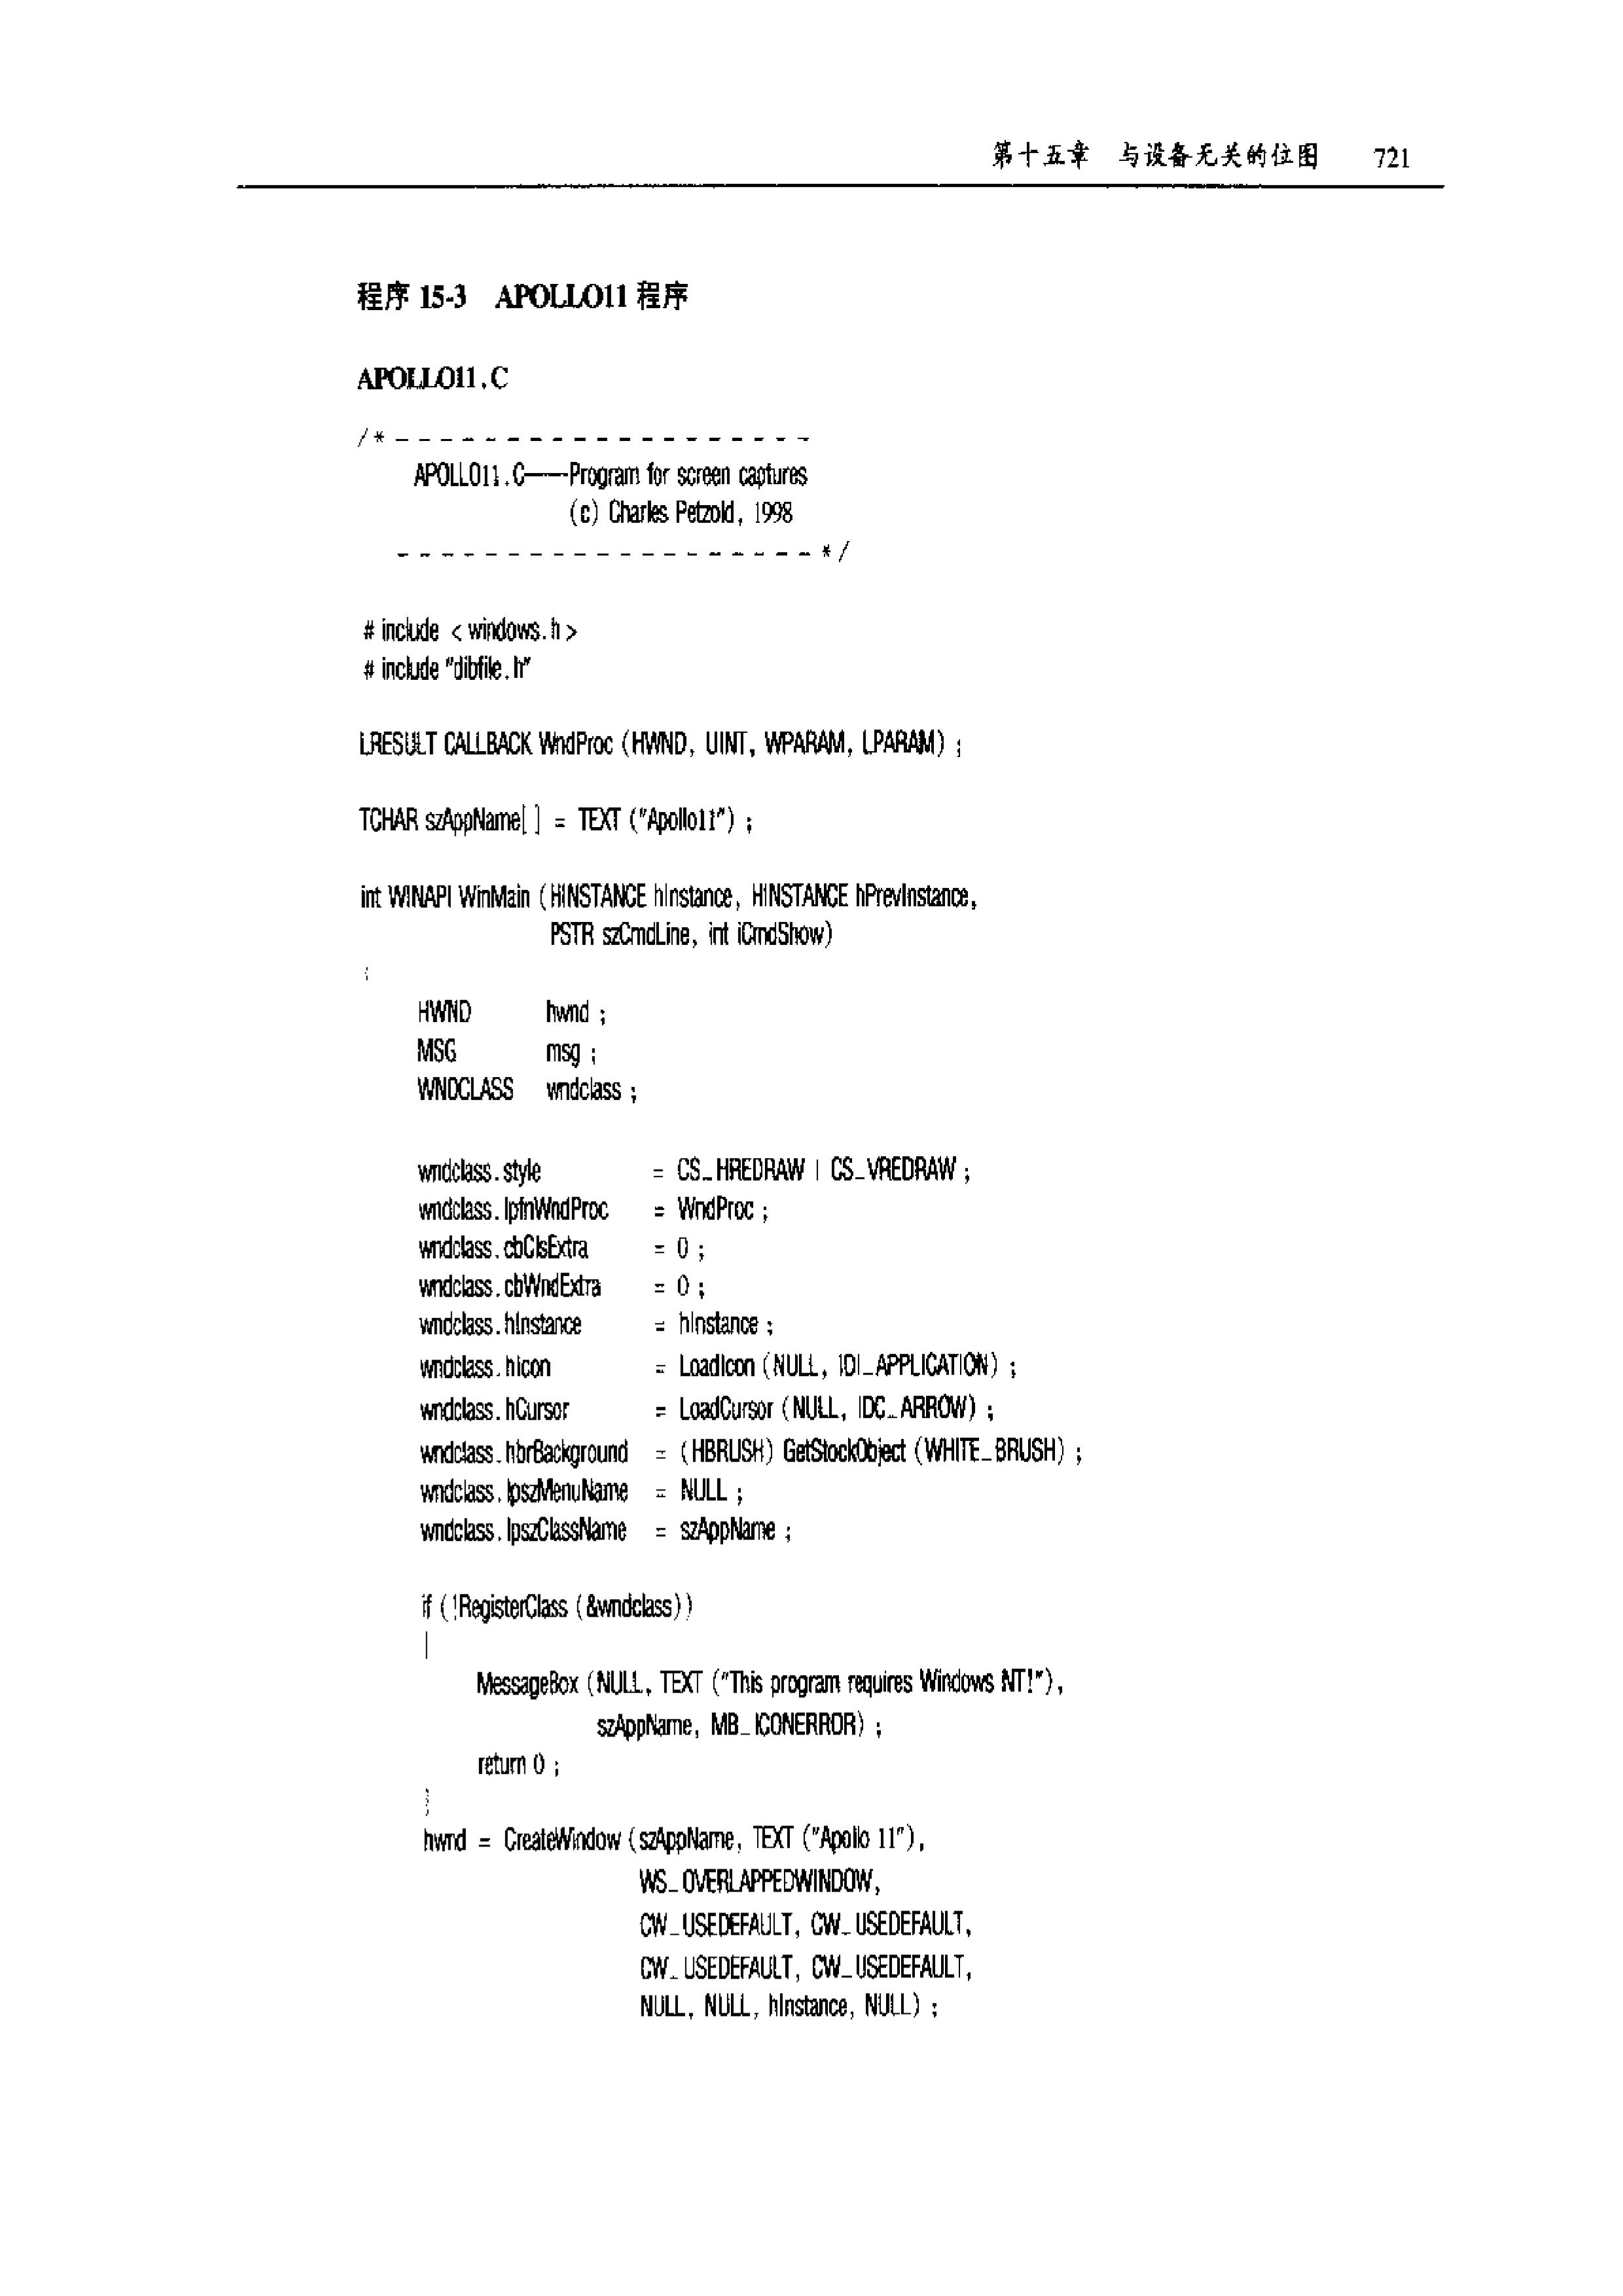 第十五章 与设备无关的位图 721
程序 15-3 APOLLO11 程序
APOLLO11.C
/* - - - - - - - - - - - - - - - - - - -
APOLLO11.C——Program for screen captures
(c) Charles Petzold, 1998
- - - - - - - - - - - - - - - - - - - */
# include < windows.h >
# include "dibfile.h"
LRESULT CALLBACK WndProc (HWND, UINT, WPARAM, LPARAM) ;
TCHAR szAppName[ ] = TEXT ("Apollo11") ;
int WINAPI WinMain (HINSTANCE hInstance, HINSTANCE hPrevInstance,
PSTR szCmdLine, int iCmdShow)
{
HWND hwnd ;
MSG msg ;
WNDCLASS wndclass ;
wndclass.style = CS_HREDRAW | CS_VREDRAW ;
wndclass.lpfnWndProc = WndProc ;
wndclass.cbClsExtra = 0 ;
wndclass.cbWndExtra = 0 ;
wndclass.hInstance = hInstance ;
wndclass.hIcon = LoadIcon (NULL, IDI_APPLICATION) ;
wndclass.hCursor = LoadCursor (NULL, IDC_ARROW) ;
wndclass.hbrBackground = (HBRUSH) GetStockObject (WHITE_BRUSH) ;
wndclass.lpszMenuName = NULL ;
wndclass.lpszClassName = szAppName ;
if (!RegisterClass (&wndclass))
{
MessageBox (NULL, TEXT ("This program requires Windows NT!"),
szAppName, MB_ICONERROR) ;
return 0 ;
}
hwnd = CreateWindow (szAppName, TEXT ("Apollo 11"),
WS_OVERLAPPEDWINDOW,
CW_USEDEFAULT, CW_USEDEFAULT,
CW_USEDEFAULT, CW_USEDEFAULT,
NULL, NULL, hInstance, NULL) ;